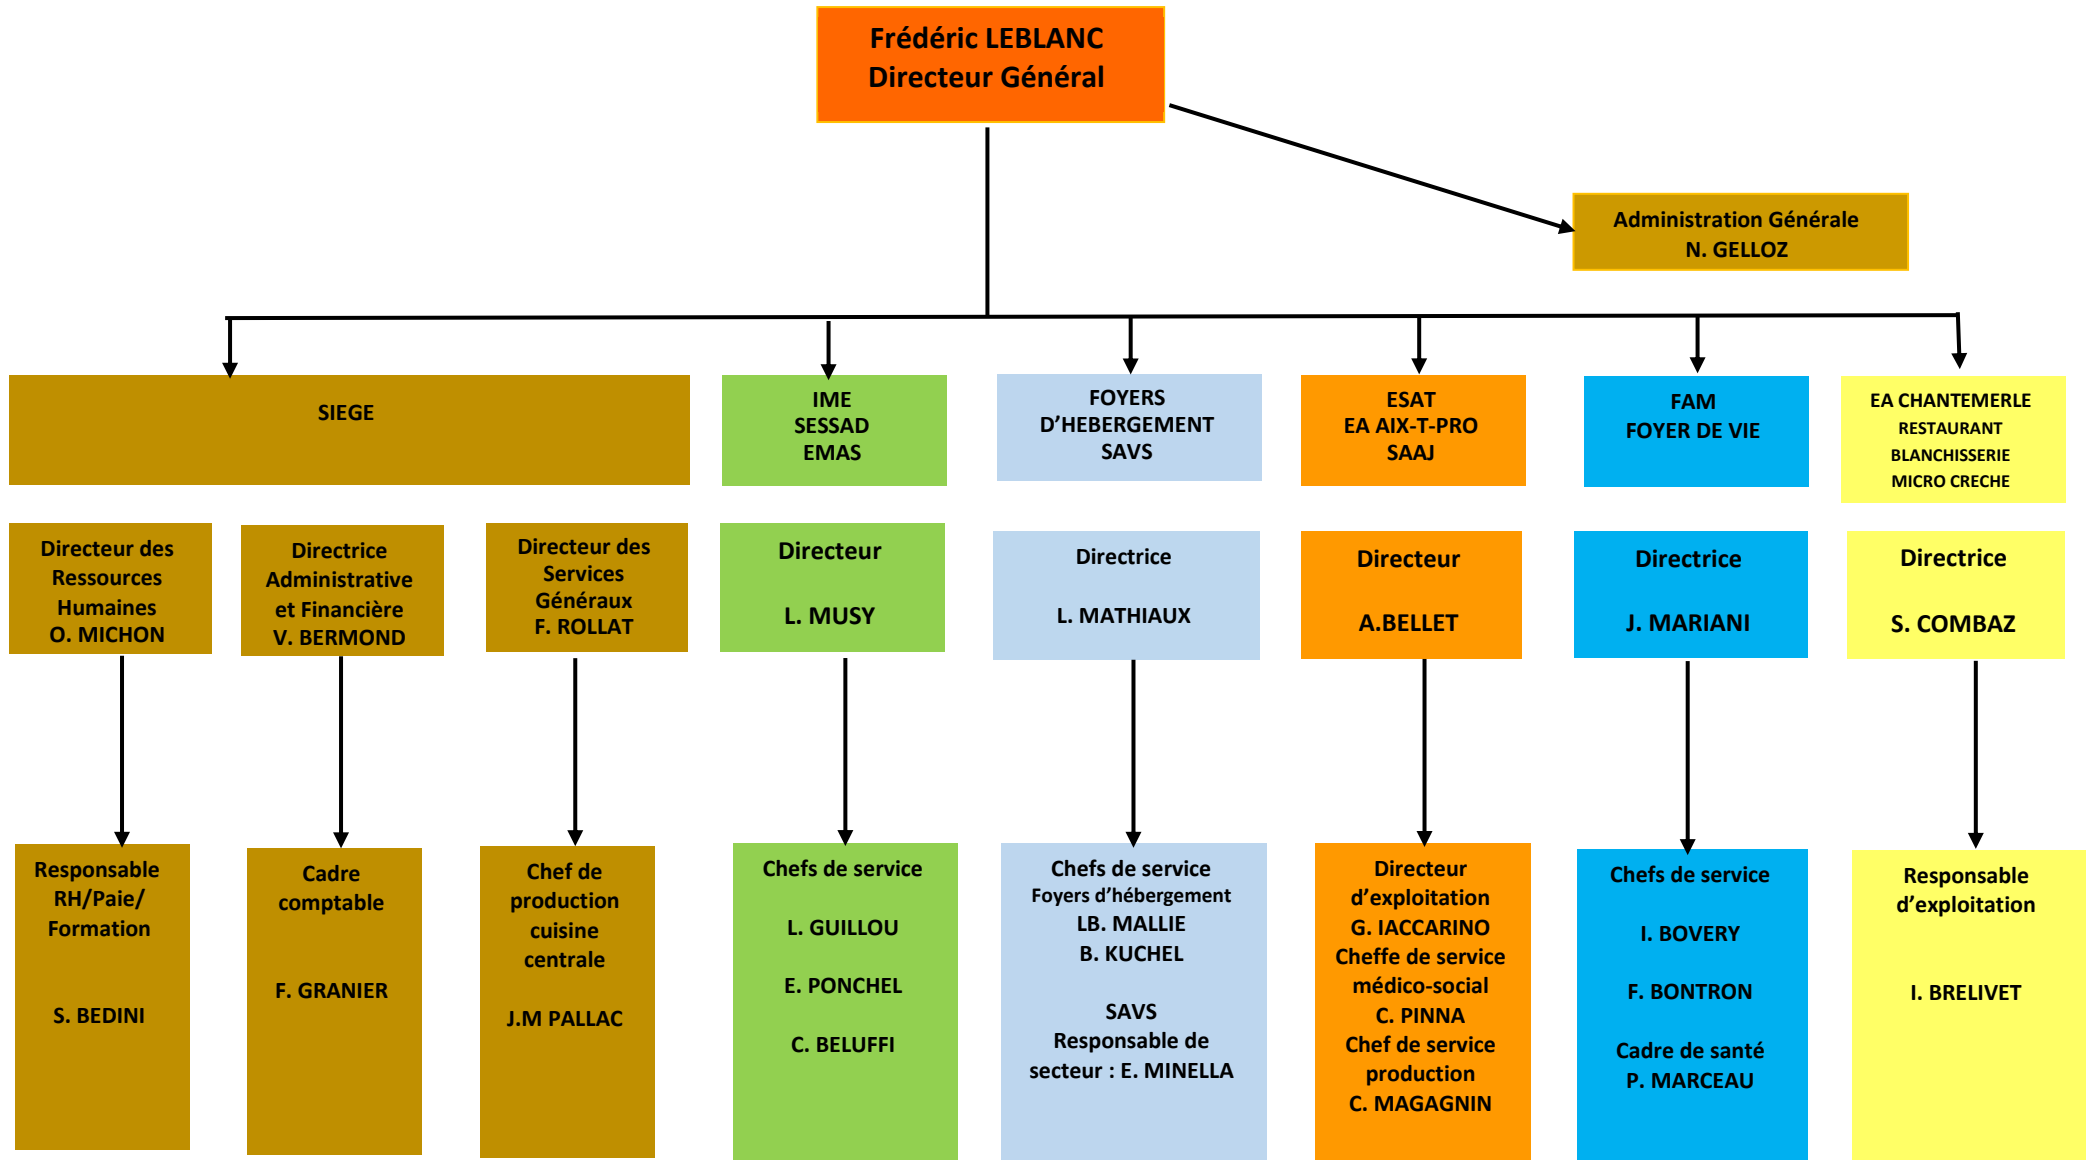 Frédéric LEBLANC
Directeur Général
Administration Générale
N. GELLOZ
SIEGE
IME
SESSAD
EMAS
FOYERS
D’HEBERGEMENT
SAVS
ESAT
EA AIX-T-PRO
SAAJ
FAM
FOYER DE VIE
EA CHANTEMERLE
RESTAURANT
BLANCHISSERIE
MICRO CRECHE
Directeur des
Ressources
Humaines
O. MICHON
Directrice
Administrative
et Financière
V. BERMOND
Directeur des
Services
Généraux
F. ROLLAT
Directeur
L. MUSY
Directrice
L. MATHIAUX
Directeur
A.BELLET
Directrice
J. MARIANI
Directrice
S. COMBAZ
Responsable
RH/Paie/
Formation
S. BEDINI
Cadre
comptable
F. GRANIER
Chef de
production
cuisine
centrale
J.M PALLAC
Chefs de service
L. GUILLOU
E. PONCHEL
C. BELUFFI
Chefs de service
Foyers d’hébergement
LB. MALLIE
B. KUCHEL
SAVS
Responsable de
secteur : E. MINELLA
Directeur
d’exploitation
G. IACCARINO
Cheffe de service
médico-social
C. PINNA
Chef de service
production
C. MAGAGNIN
Chefs de service
I. BOVERY
F. BONTRON
Cadre de santé
P. MARCEAU
Responsable
d’exploitation
I. BRELIVET